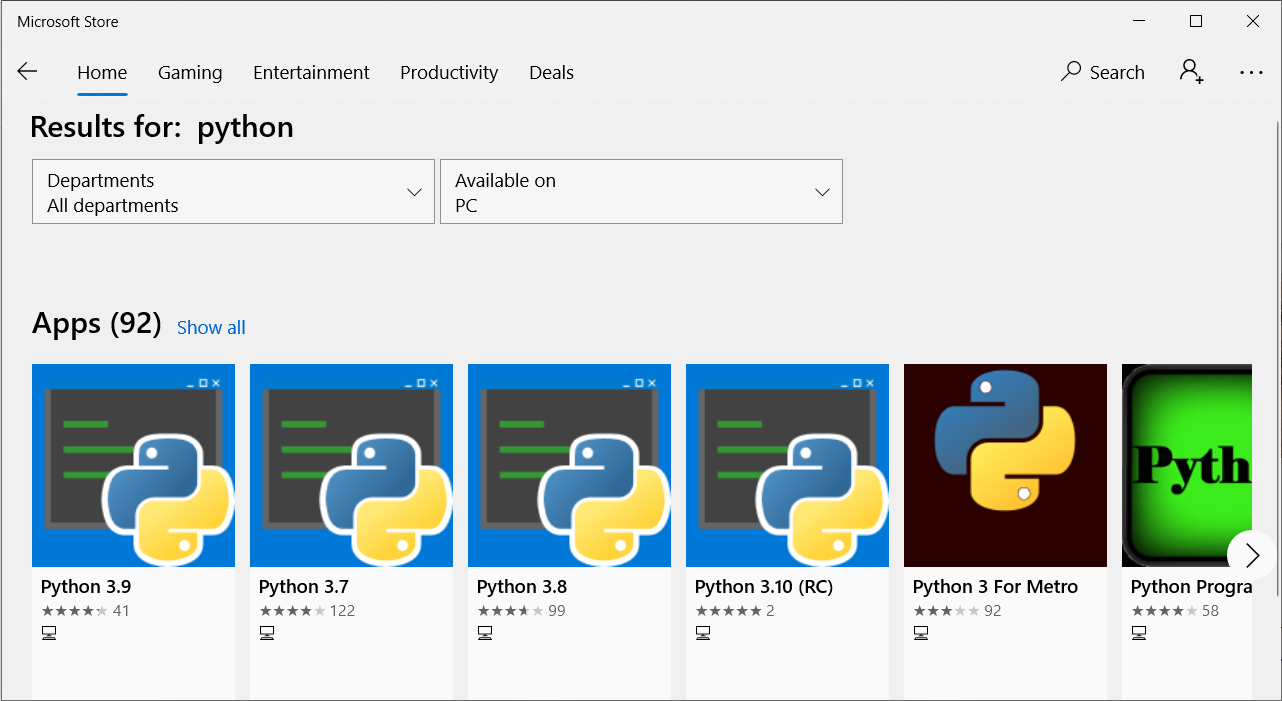 Microsoft Store
Home Gaming Entertainment Productivity Deals Search
Results for: python
Departments
All departments
Available on
PC
Apps (92) Show all
Pyth
Python 3.9
41
Python 3.7
122
Python 3.8
99
Python 3.10 (RC)
2
Python 3 For Metro
92
Python Progra
58